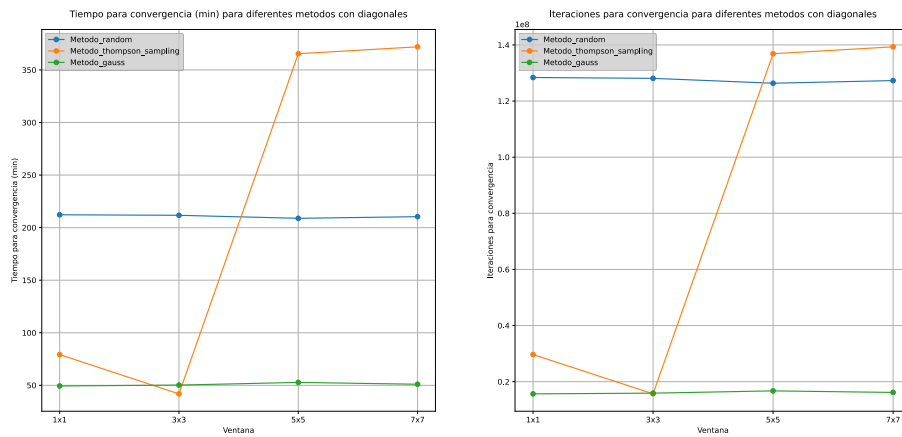 Tiempo para convergencia (min) para diferentes metodos con diagonales
Metodo_random
Metodo_thompson_sampling
Metodo_gauss
350
300
250
200
150
100
50
Tiempo para convergencia (min)
1x1
3x3
5x5
7x7
Ventana
Iteraciones para convergencia para diferentes metodos con diagonales
1e8
Metodo_random
Metodo_thompson_sampling
Metodo_gauss
1.4
1.2
1.0
0.8
0.6
0.4
0.2
Iteraciones para convergencia
1x1
3x3
5x5
7x7
Ventana